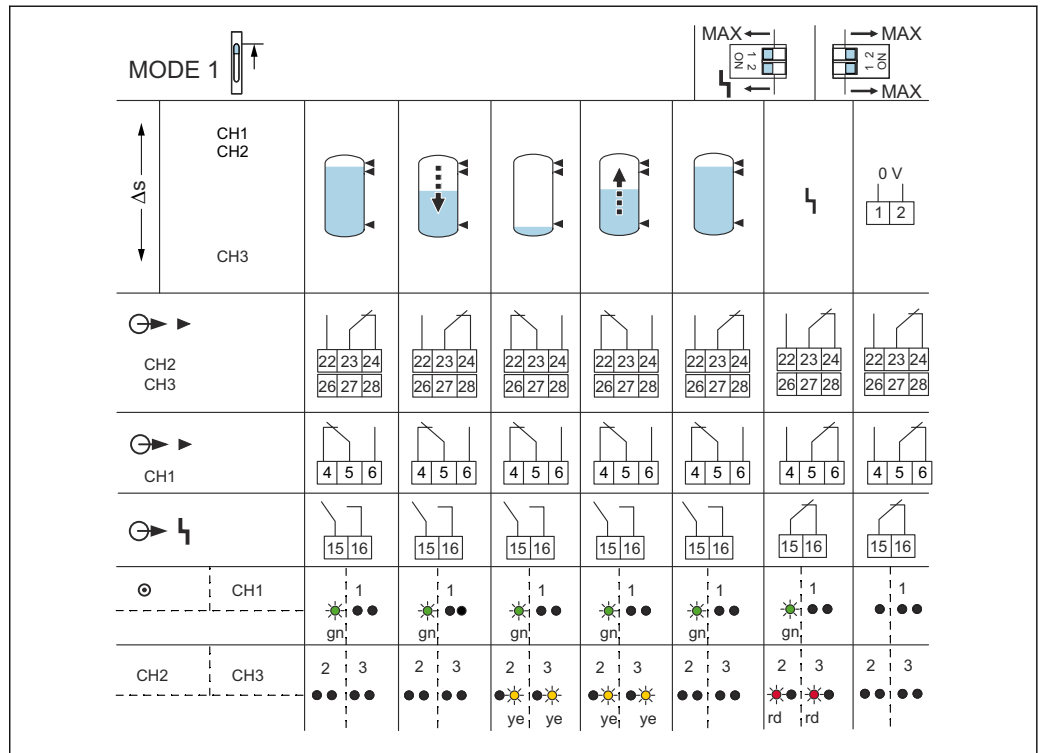 MODE 1
MAX
1 2
ON
MAX
1 2
ON
MAX
Δs
CH1
CH2
CH3
0 V
1 2
CH2
CH3
22 23 24 22 23 24 22 23 24 22 23 24 22 23 24 22 23 24 22 23 24
26 27 28 26 27 28 26 27 28 26 27 28 26 27 28 26 27 28 26 27 28
CH1
4 5 6 4 5 6 4 5 6 4 5 6 4 5 6 4 5 6 4 5 6
15 16 15 16 15 16 15 16 15 16 15 16 15 16
CH1 1 1 1 1 1 1 1
gn gn gn gn gn gn
CH2 CH3 2 3 2 3 2 3 2 3 2 3 2 3 2 3
ye ye ye ye rd rd